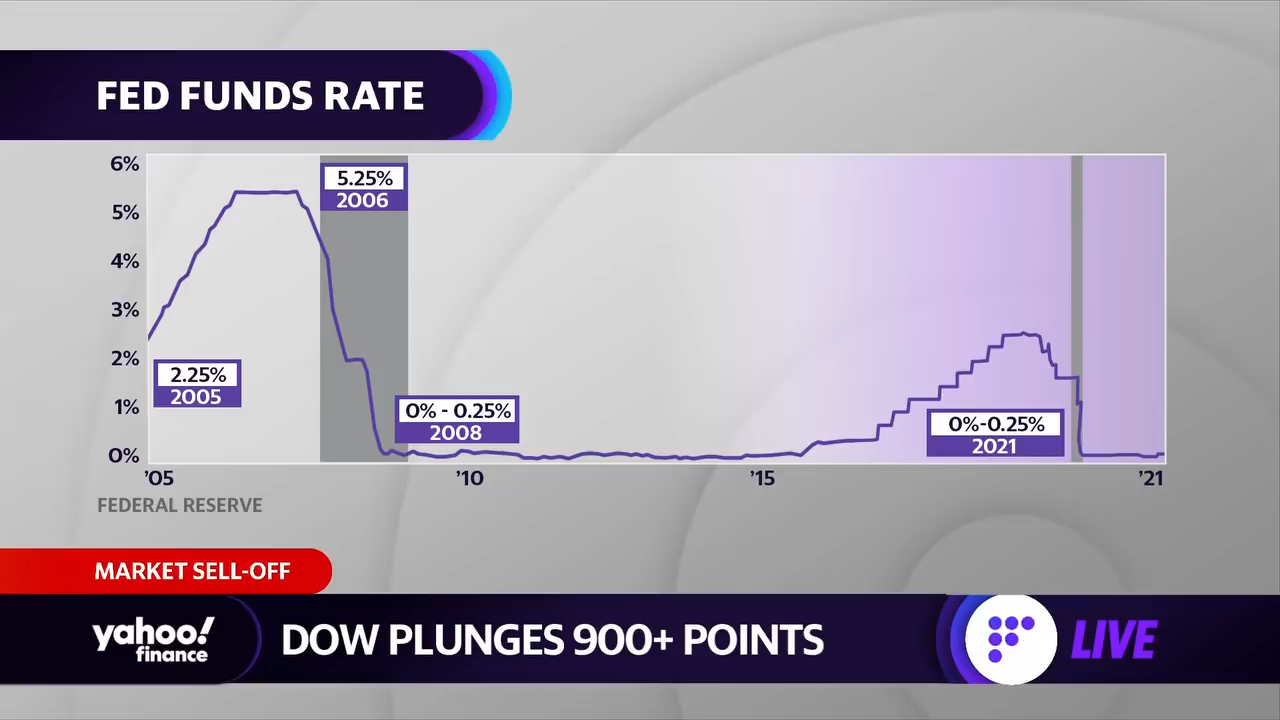 FED FUNDS RATE
6%
5%
4%
3%
2%
1%
0%
5.25%
2006
2.25%
2005
0% - 0.25%
2008
0%-0.25%
2021
'05
'10
'15
'21
FEDERAL RESERVE
MARKET SELL-OFF
yahoo!
finance
DOW PLUNGES 900+ POINTS
LIVE